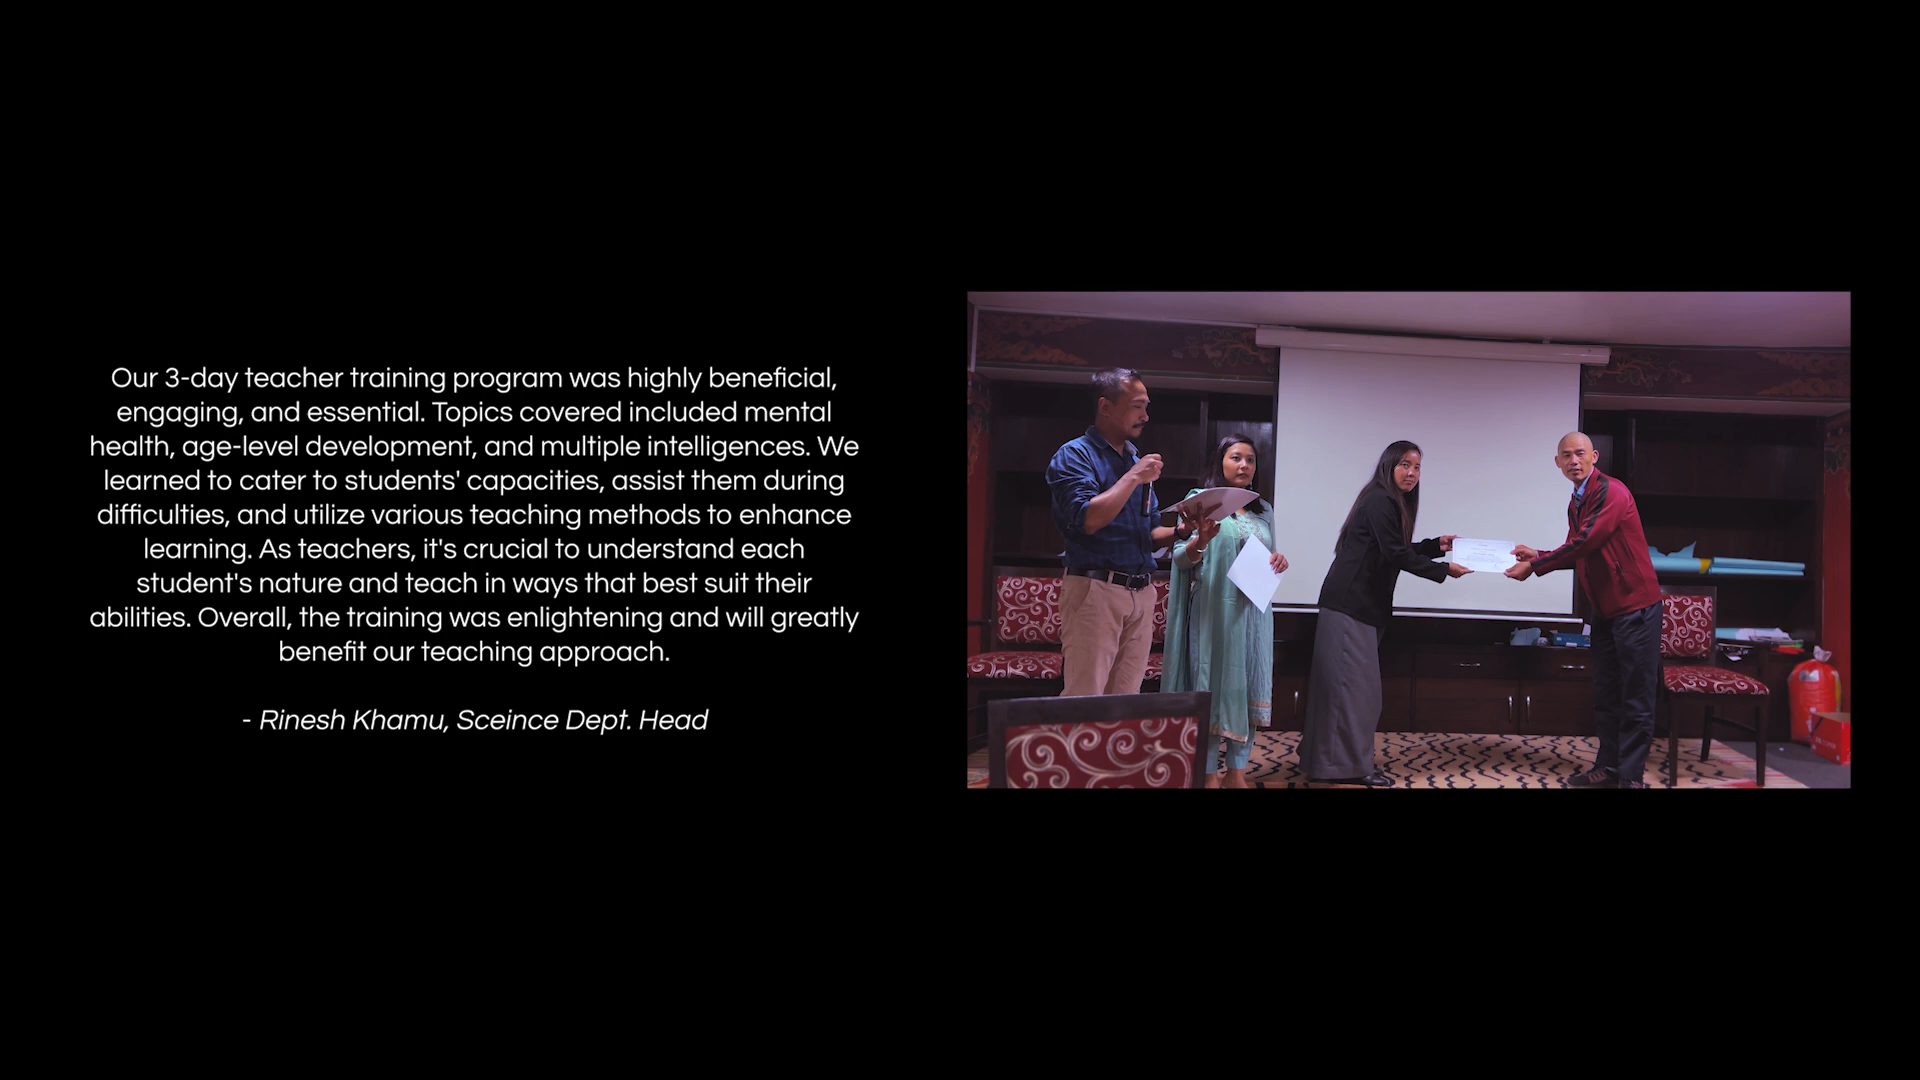 Our 3-day teacher training program was highly beneficial,
engaging, and essential. Topics covered included mental
health, age-level development, and multiple intelligences. We
learned to cater to students' capacities, assist them during
difficulties, and utilize various teaching methods to enhance
learning. As teachers, it's crucial to understand each
student's nature and teach in ways that best suit their
abilities. Overall, the training was enlightening and will greatly
benefit our teaching approach.
- Rinesh Khamu, Sceince Dept. Head